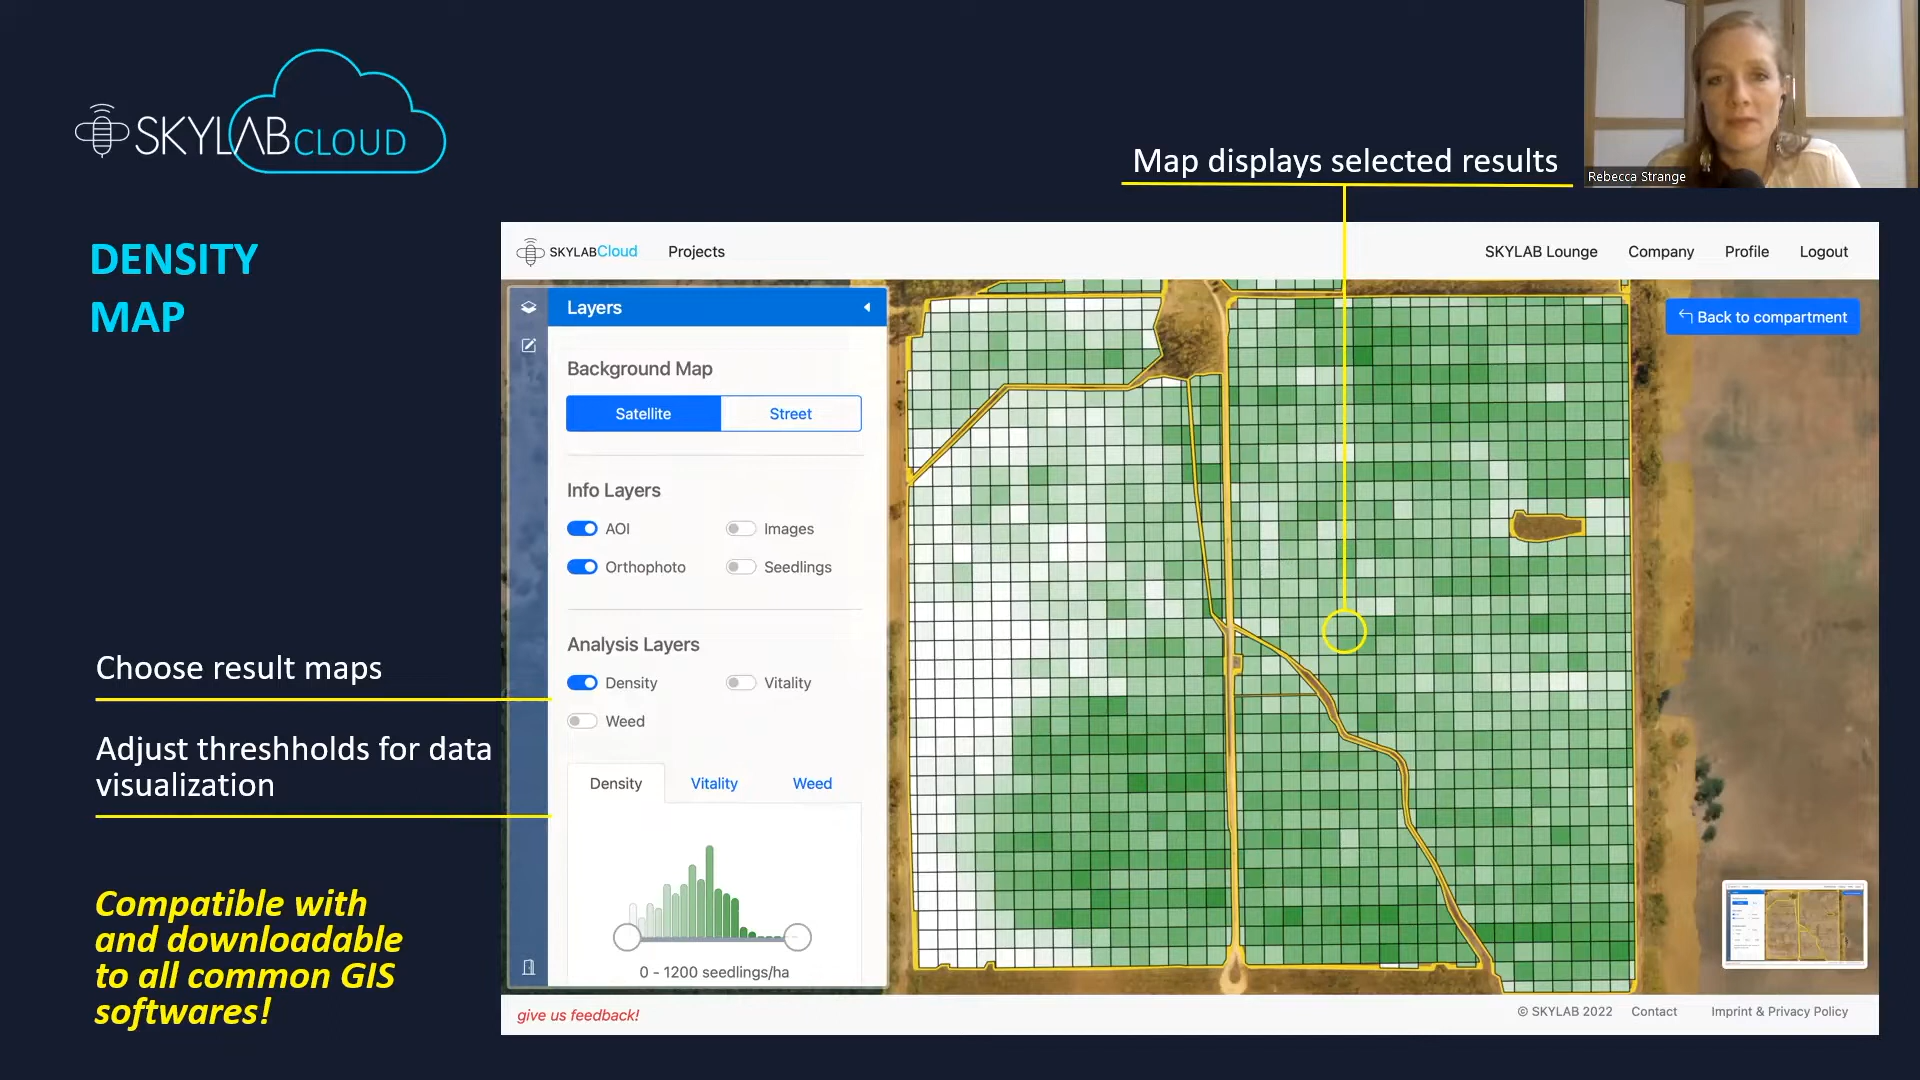 SKYLABCLOUD
Rebecca Strange
Map displays selected results
DENSITY
MAP
SKYLABCloud
Projects
SKYLAB Lounge
Company
Profile
Logout
Layers
Back to compartment
Background Map
Satellite
Street
Info Layers
AOI
Images
Orthophoto
Seedlings
Analysis Layers
Density
Vitality
Weed
Choose result maps
Adjust threshholds for data
visualization
Density
Vitality
Weed
0 - 1200 seedlings/ha
Compatible with
and downloadable
to all common GIS
softwares!
give us feedback!
© SKYLAB 2022
Contact
Imprint & Privacy Policy